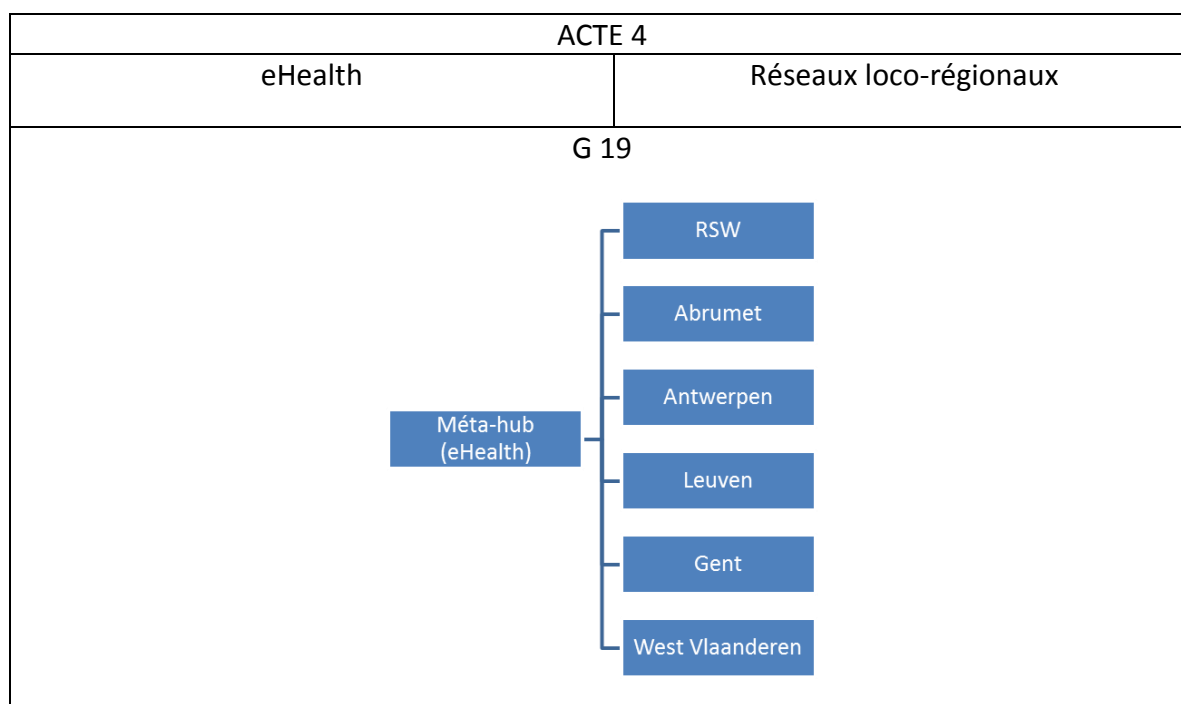 ACTE 4
eHealth
Réseaux loco-régionaux
G 19
RSW
Abrumet
Antwerpen
Méta-hub
(eHealth)
Leuven
Gent
West Vlaanderen